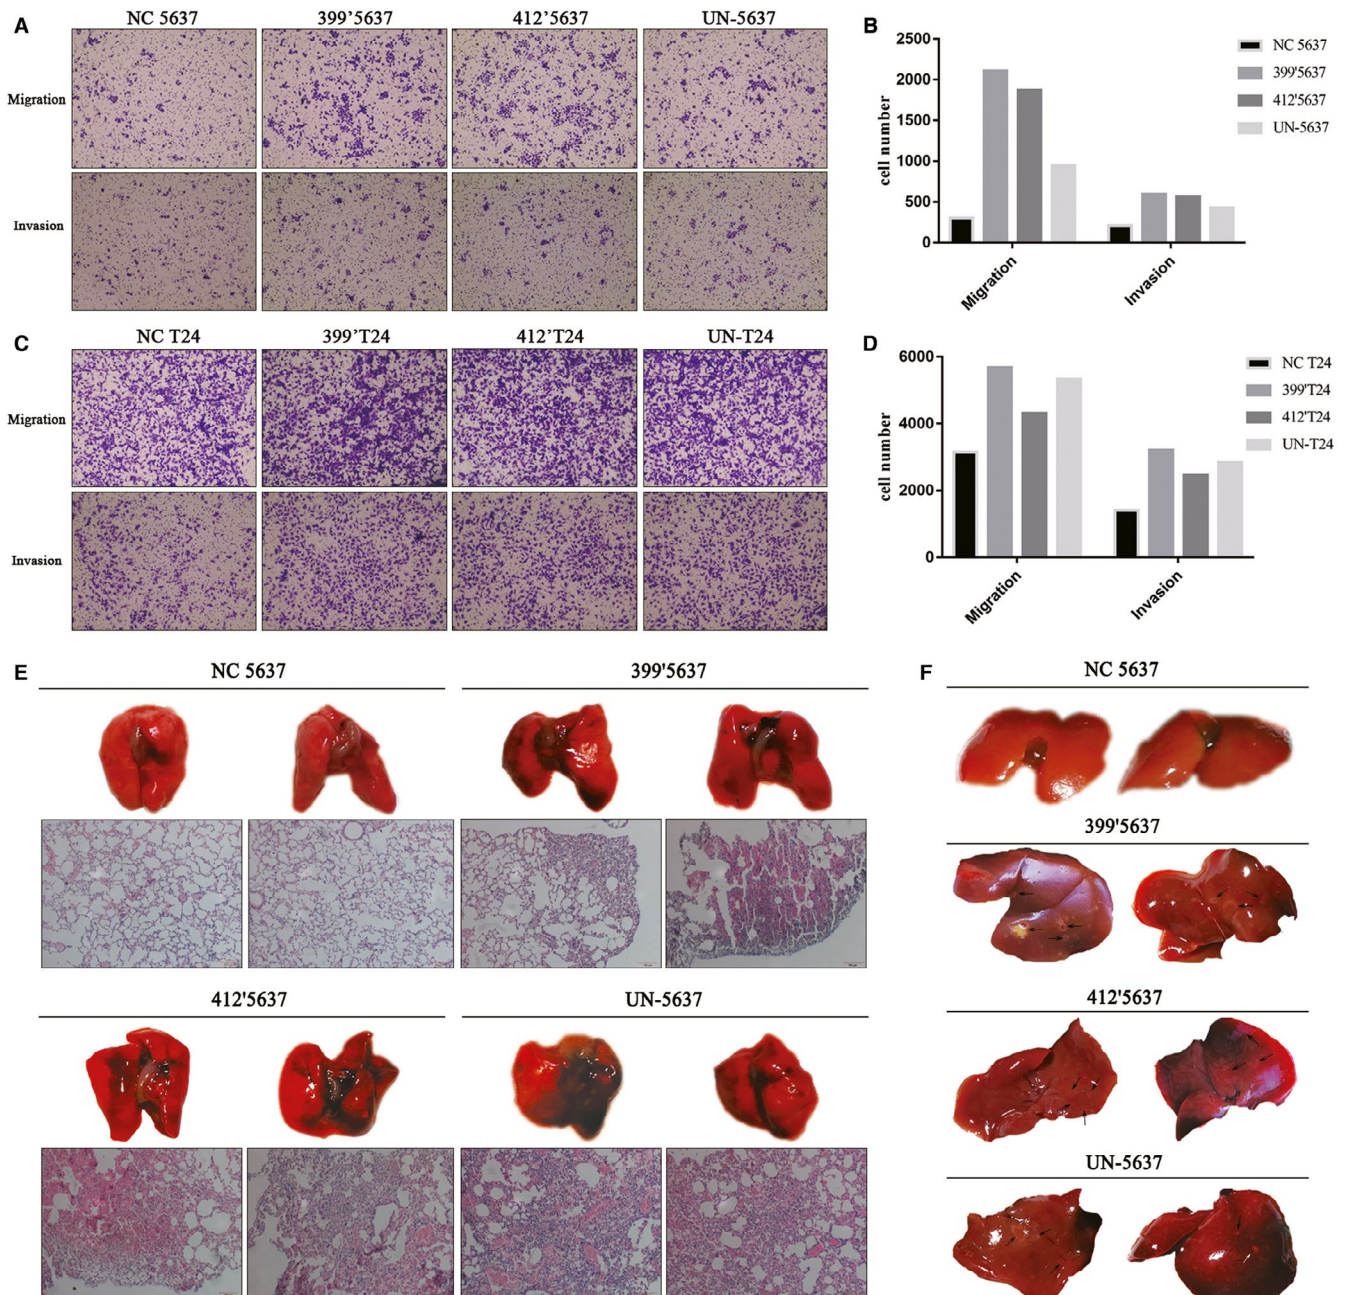 A
NC 5637
399'5637
412'5637
UN-5637
Migration
Invasion
B
2500
2000
1500
1000
500
0
cell number
Migration
Invasion
NC 5637
399'5637
412'5637
UN-5637
C
NC T24
399'T24
412'T24
UN-T24
Migration
Invasion
D
6000
4000
2000
0
cell number
Migration
Invasion
NC T24
399'T24
412'T24
UN-T24
E
NC 5637
399'5637
412'5637
UN-5637
F
NC 5637
399'5637
412'5637
UN-5637